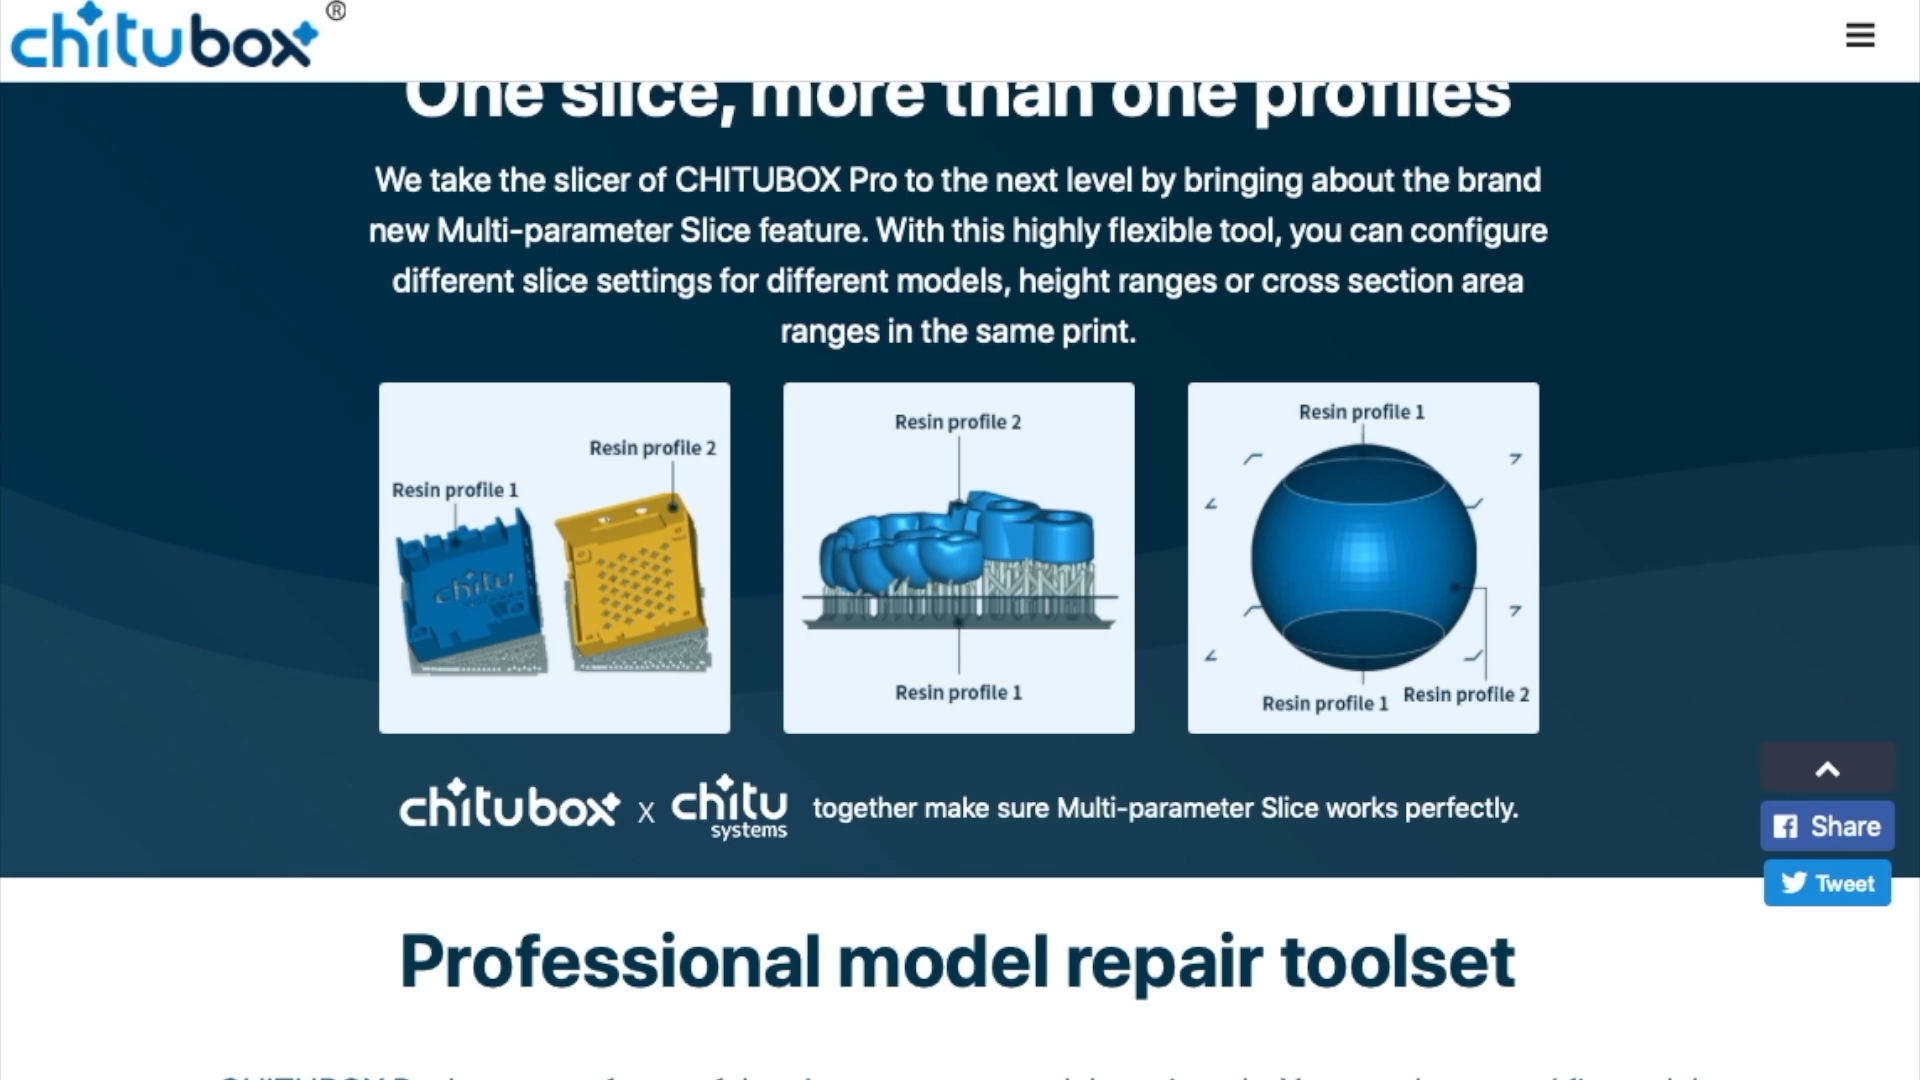 chitubox®
One slice, more than one profiles
We take the slicer of CHITUBOX Pro to the next level by bringing about the brand
new Multi-parameter Slice feature. With this highly flexible tool, you can configure
different slice settings for different models, height ranges or cross section area
ranges in the same print.
Resin profile 1
Resin profile 2
chitu
Resin profile 2
Resin profile 1
Resin profile 1
Resin profile 1
Resin profile 2
chitubox x chitu systems together make sure Multi-parameter Slice works perfectly.
Share
Tweet
Professional model repair toolset